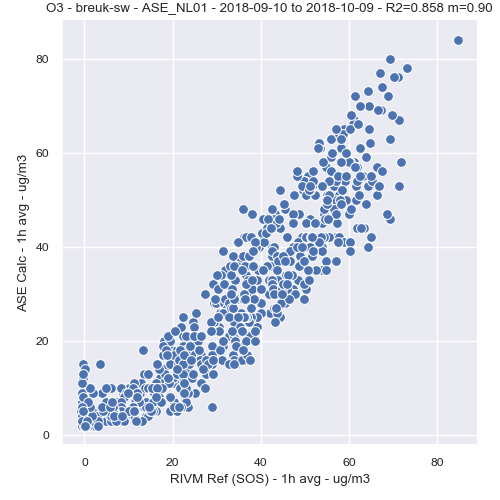 O3 - breuk-sw - ASE_NL01 - 2018-09-10 to 2018-10-09 - R2=0.858 m=0.90
80
60
40
20
0
ASE Calc - 1h avg - ug/m3
0 20 40 60 80
RIVM Ref (SOS) - 1h avg - ug/m3